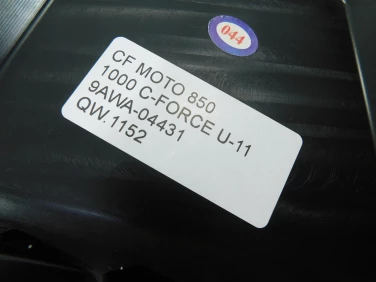 044
CF MOTO 850
1000 C-FORCE U-11
9AWA-04431
QW.1152